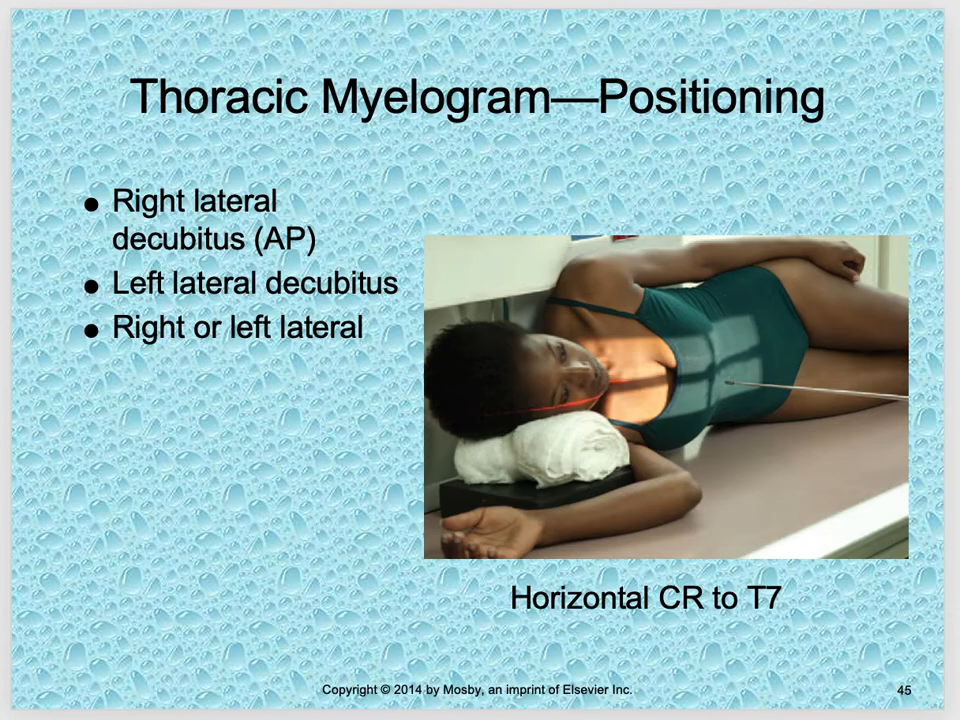 Thoracic Myelogram—Positioning
● Right lateral
decubitus (AP)
● Left lateral decubitus
● Right or left lateral
Horizontal CR to T7
Copyright © 2014 by Mosby, an imprint of Elsevier Inc.
45